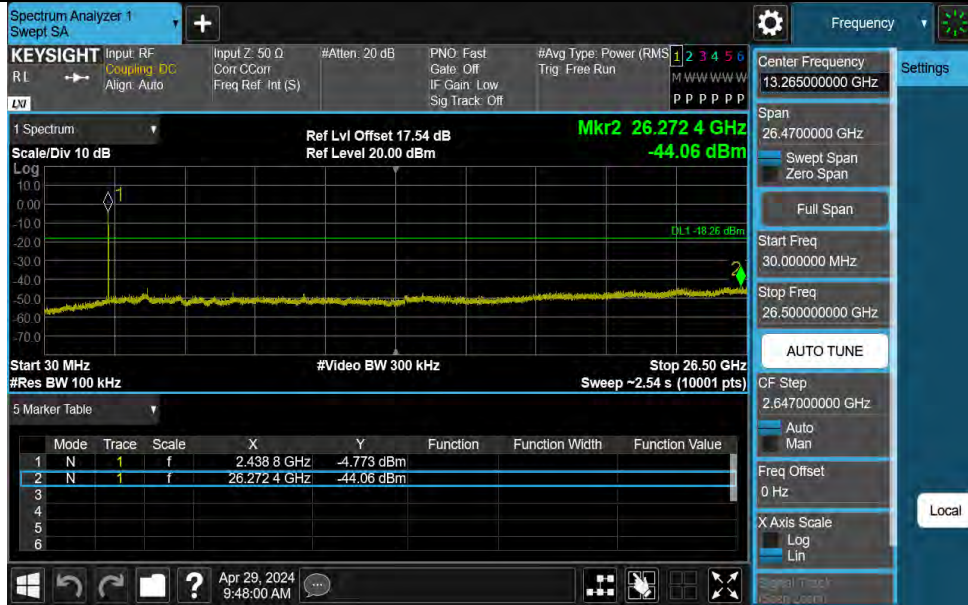 Spectrum Analyzer 1
Swept SA
Frequency
KEYSIGHT
RL
LXI
Input: RF
Coupling: DC
Align: Auto
Input Z: 50 Ω
Corr CCorr
Freq Ref: Int (S)
#Atten: 20 dB
PNO: Fast
Gate: Off
IF Gain: Low
Sig Track: Off
#Avg Type: Power (RMS
Trig: Free Run
1 2 3 4 5 6
M W W W W W
P P P P P P
1 Spectrum
Scale/Div 10 dB
Ref Lvl Offset 17.54 dB
Ref Level 20.00 dBm
Mkr2 26.272 4 GHz
-44.06 dBm
Log
10.0
0.00
-10.0
-20.0
-30.0
-40.0
-50.0
-60.0
-70.0
1
DL1 -18.26 dBm
2
Start 30 MHz
#Res BW 100 kHz
#Video BW 300 kHz
Stop 26.50 GHz
Sweep ~2.54 s (10001 pts)
5 Marker Table
Mode Trace Scale X Y Function Function Width Function Value
1 N 1 f 2.438 8 GHz -4.773 dBm
2 N 1 f 26.272 4 GHz -44.06 dBm
3
4
5
6
Center Frequency
13.265000000 GHz
Span
26.4700000 GHz
Swept Span
Zero Span
Full Span
Start Freq
30.000000 MHz
Stop Freq
26.500000000 GHz
AUTO TUNE
CF Step
2.647000000 GHz
Auto
Man
Freq Offset
0 Hz
X Axis Scale
Log
Lin
Signal Track
(Span Zoom)
Settings
Local
?
Apr 29, 2024
9:48:00 AM